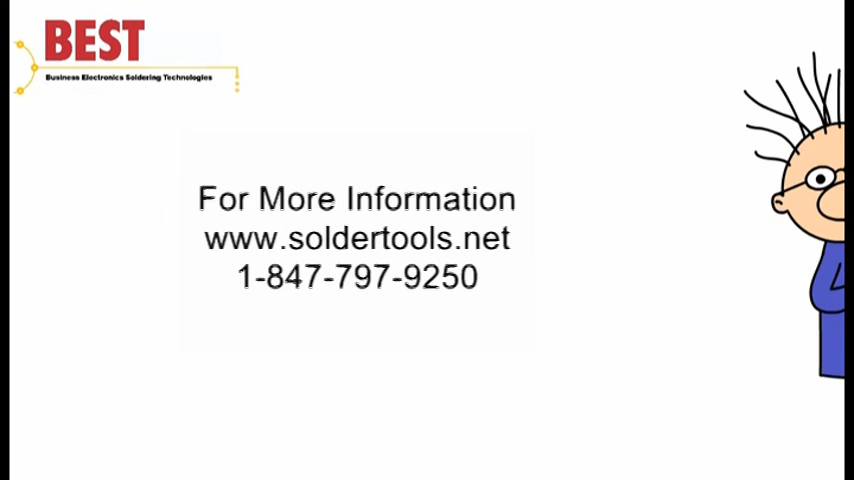 BEST
Business Electronics Soldering Technologies
For More Information
www.soldertools.net
1-847-797-9250